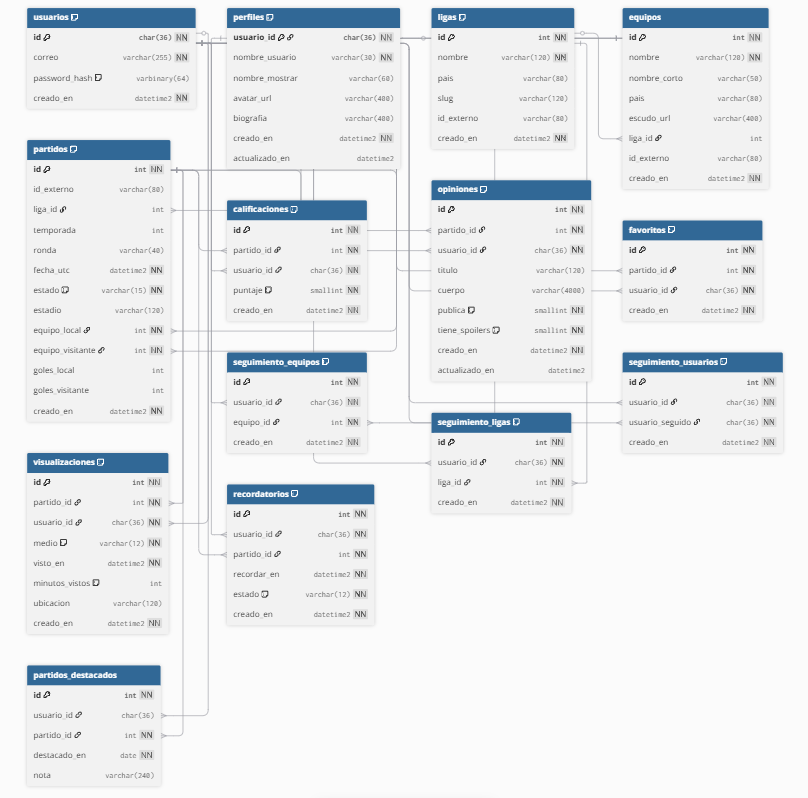 usuarios
id char(36) NN
correo varchar(255) NN
password_hash varbinary(64)
creado_en datetime2 NN
perfiles
usuario_id char(36) NN
nombre_usuario varchar(30) NN
nombre_mostrar varchar(60)
avatar_url varchar(400)
biografia varchar(400)
creado_en datetime2 NN
actualizado_en datetime2
ligas
id int NN
nombre varchar(120) NN
pais varchar(80)
slug varchar(120)
id_externo varchar(80)
creado_en datetime2 NN
equipos
id int NN
nombre varchar(120) NN
nombre_corto varchar(50)
pais varchar(80)
escudo_url varchar(400)
liga_id int
id_externo varchar(80)
creado_en datetime2 NN
partidos
id int NN
id_externo varchar(80)
liga_id int
temporada int
ronda varchar(40)
fecha_utc datetime2 NN
estado varchar(15) NN
estadio varchar(120)
equipo_local int NN
equipo_visitante int NN
goles_local int
goles_visitante int
creado_en datetime2 NN
calificaciones
id int NN
partido_id int NN
usuario_id char(36) NN
puntaje smallint NN
creado_en datetime2 NN
opiniones
id int NN
partido_id int NN
usuario_id char(36) NN
titulo varchar(120)
cuerpo varchar(4000)
publica smallint NN
tiene_spoilers smallint NN
creado_en datetime2 NN
actualizado_en datetime2
favoritos
id int NN
partido_id int NN
usuario_id char(36) NN
creado_en datetime2 NN
seguimiento_equipos
id int NN
usuario_id char(36) NN
equipo_id int NN
creado_en datetime2 NN
seguimiento_usuarios
id int NN
usuario_id char(36) NN
usuario_seguido char(36) NN
creado_en datetime2 NN
seguimiento_ligas
id int NN
usuario_id char(36) NN
liga_id int NN
creado_en datetime2 NN
visualizaciones
id int NN
partido_id int NN
usuario_id char(36) NN
medio varchar(12) NN
visto_en datetime2 NN
minutos_vistos int
ubicacion varchar(120)
creado_en datetime2 NN
recordatorios
id int NN
usuario_id char(36) NN
partido_id int NN
recordar_en datetime2 NN
estado varchar(12) NN
creado_en datetime2 NN
partidos_destacados
id int NN
usuario_id char(36)
partido_id int NN
destacado_en date NN
nota varchar(240)